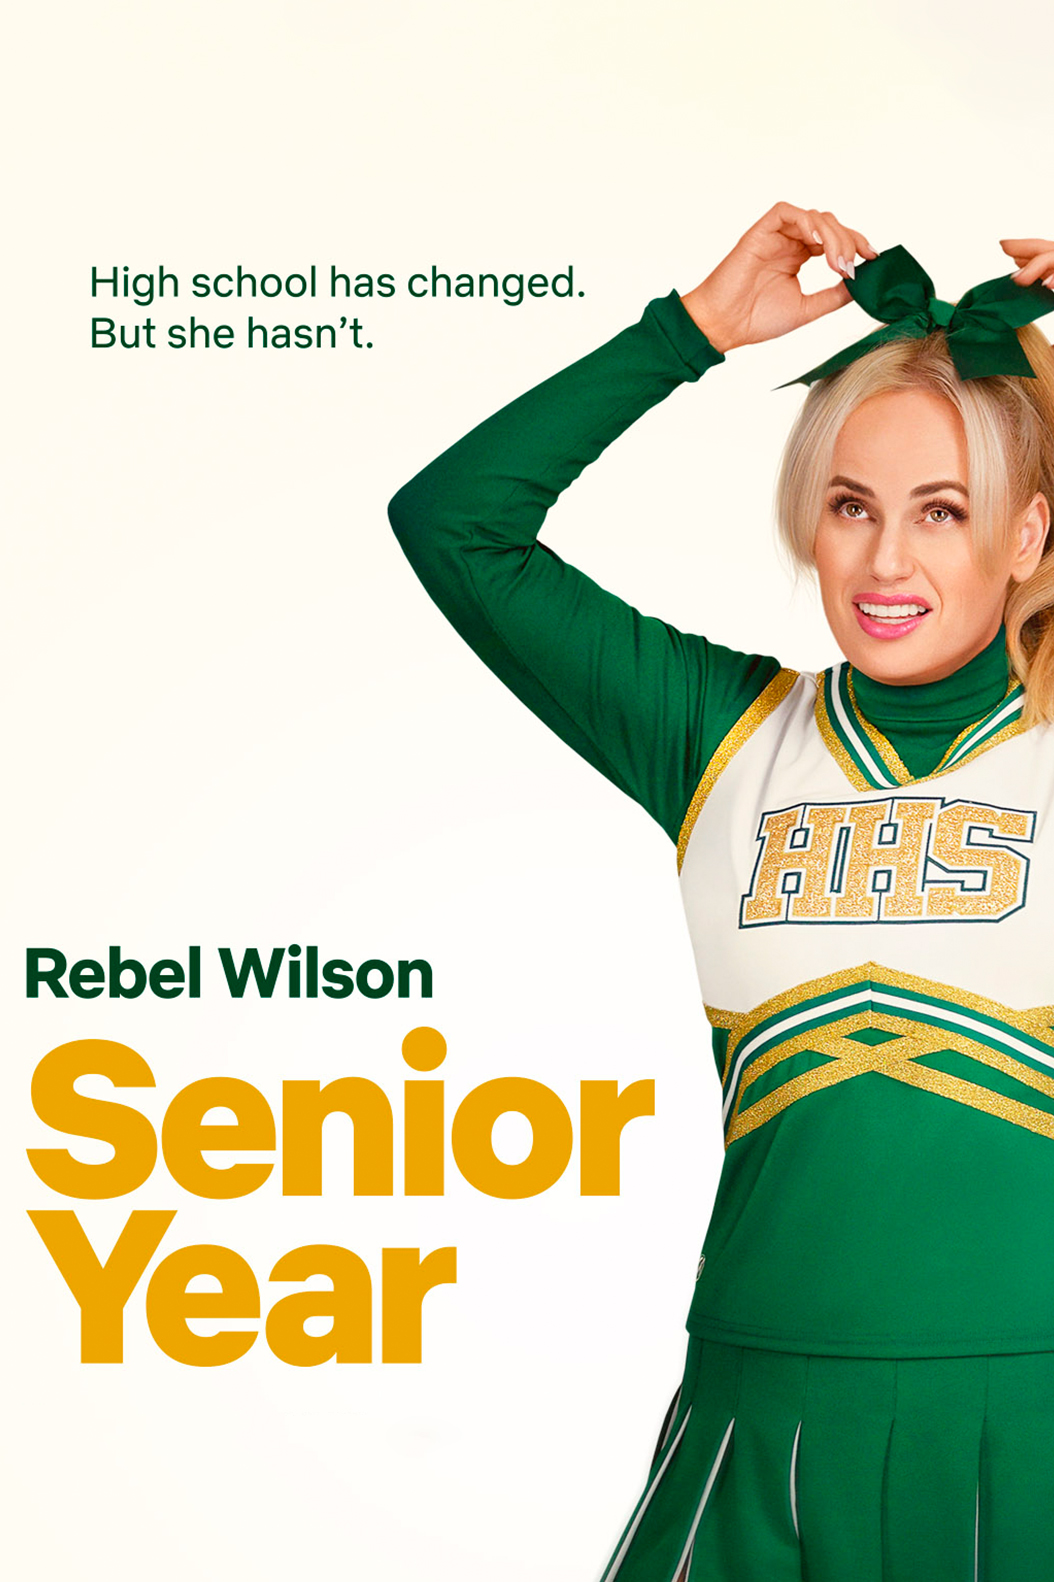 High school has changed.
But she hasn’t.
HHS
Rebel Wilson
Senior
Year